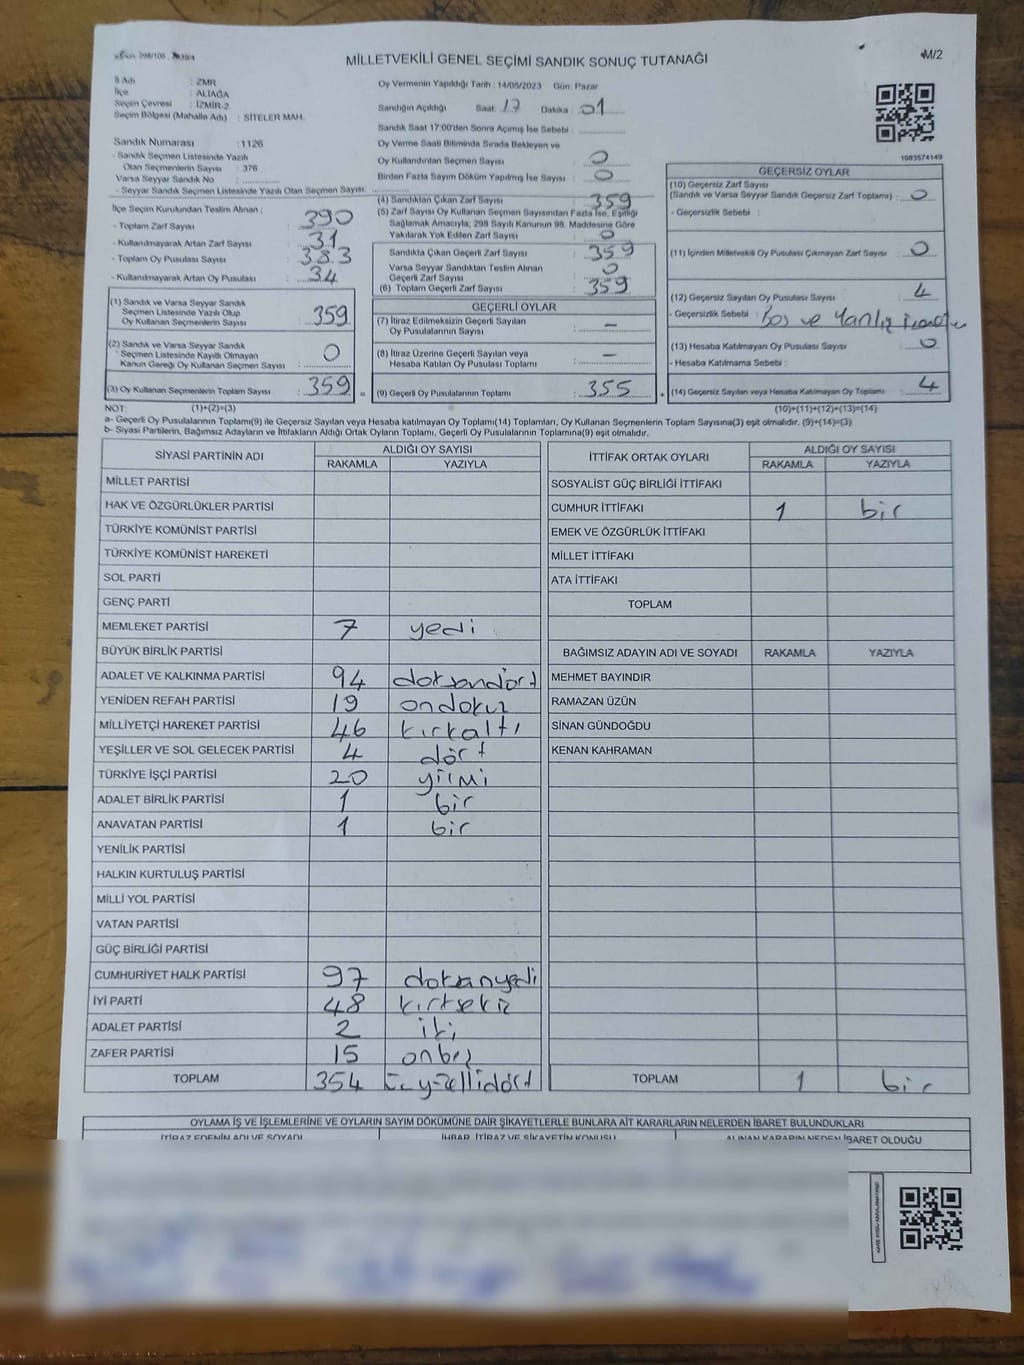 MİLLETVEKİLİ GENEL SEÇİMİ SANDIK SONUÇ TUTANAĞI
M/2
İl Adı : İZMİR
İlçe : ALİAĞA
Seçim Çevresi : İZMİR-2
Seçim Bölgesi (Mahalle Adı) : SİTELER MAH.
Oy Vermenin Yapıldığı Tarih : 14/05/2023 Gün: Pazar
Sandığın Açıldığı Saat: 17 Dakika : 01
Sandık Saat 17:00'den Sonra Açımış İse Sebebi :
Sandık Numarası : 1126
- Sandık Seçmen Listesinde Yazılı
Olan Seçmenlerin Sayısı : 376
Varsa Seyyar Sandık No
- Seyyar Sandık Seçmen Listesinde Yazılı Olan Seçmen Sayısı:
Oy Verme Saati Bitiminde Sırada Bekleyen ve
Oy Kullandırılan Seçmen Sayısı : 0
Birden Fazla Sayım Döküm Yapılmış İse Sayısı : 0
1083574149
İlçe Seçim Kurulundan Teslim Alınan :
- Toplam Zarf Sayısı : 390
- Kullanılmayarak Artan Zarf Sayısı : 31
- Toplam Oy Pusulası Sayısı : 383
- Kullanılmayarak Artan Oy Pusulası : 34
(4) Sandıktan Çıkan Zarf Sayısı : 359
(5) Zarf Sayısı Oy Kullanan Seçmen Sayısından Fazla İse, Eşitliği
Sağlamak Amacıyla, 298 Sayılı Kanunun 98. Maddesine Göre
Yakılarak Yok Edilen Zarf Sayısı : 0
Sandıkta Çıkan Geçerli Zarf Sayısı : 359
Varsa Seyyar Sandıktan Teslim Alınan
Geçerli Zarf Sayısı : 0
(6) Toplam Geçerli Zarf Sayısı : 359
GEÇERSİZ OYLAR
(10) Geçersiz Zarf Sayısı
(Sandık ve Varsa Seyyar Sandık Geçersiz Zarf Toplamı) : 0
- Geçersizlik Sebebi :
(11) İçinden Milletvekili Oy Pusulası Çıkmayan Zarf Sayısı : 0
(12) Geçersiz Sayılan Oy Pusulası Sayısı : 4
- Geçersizlik Sebebi : Boş ve Yanlış
(13) Hesaba Katılmayan Oy Pusulası Sayısı : 0
- Hesaba Katılmama Sebebi :
(14) Geçersiz Sayılan veya Hesaba Katılmayan Oy Toplamı : 4
(1) Sandık ve Varsa Seyyar Sandık
Seçmen Listesinde Yazılı Olup
Oy Kullanan Seçmenlerin Sayısı : 359
(2) Sandık ve Varsa Seyyar Sandık
Seçmen Listesinde Kayıtlı Olmayan
Kanun Gereği Oy Kullanan Seçmen Sayısı : 0
(3) Oy Kullanan Seçmenlerin Toplam Sayısı : 359
GEÇERLİ OYLAR
(7) İtiraz Edilmeksizin Geçerli Sayılan
Oy Pusulalarının Sayısı : –
(8) İtiraz Üzerine Geçerli Sayılan veya
Hesaba Katılan Oy Pusulası Toplamı : –
(9) Geçerli Oy Pusulalarının Toplamı : 355
NOT: (1)+(2)=(3) (10)+(11)+(12)+(13)=(14)
a- Geçerli Oy Pusulalarının Toplamı(9) ile Geçersiz Sayılan veya Hesaba katılmayan Oy Toplamı(14) Toplamları, Oy Kullanan Seçmenlerin Toplam Sayısına(3) eşit olmalıdır. (9)+(14)=(3)
b- Siyasi Partilerin, Bağımsız Adayların ve İttifakların Aldığı Ortak Oyların Toplamı, Geçerli Oy Pusulalarının Toplamına(9) eşit olmalıdır.
SİYASİ PARTİNİN ADI ALDIĞI OY SAYISI
RAKAMLA YAZIYLA
MİLLET PARTİSİ
HAK VE ÖZGÜRLÜKLER PARTİSİ
TÜRKİYE KOMÜNİST PARTİSİ
TÜRKİYE KOMÜNİST HAREKETİ
SOL PARTİ
GENÇ PARTİ
MEMLEKET PARTİSİ 7 yedi
BÜYÜK BİRLİK PARTİSİ
ADALET VE KALKINMA PARTİSİ 94 doksandört
YENİDEN REFAH PARTİSİ 19 ondokuz
MİLLİYETÇİ HAREKET PARTİSİ 46 kırkaltı
YEŞİLLER VE SOL GELECEK PARTİSİ 4 dört
TÜRKİYE İŞÇİ PARTİSİ 20 yirmi
ADALET BİRLİK PARTİSİ 1 bir
ANAVATAN PARTİSİ 1 bir
YENİLİK PARTİSİ
HALKIN KURTULUŞ PARTİSİ
MİLLİ YOL PARTİSİ
VATAN PARTİSİ
GÜÇ BİRLİĞİ PARTİSİ
CUMHURİYET HALK PARTİSİ 97 doksanyedi
İYİ PARTİ 48 kırksekiz
ADALET PARTİSİ 2 iki
ZAFER PARTİSİ 15 onbeş
TOPLAM 354 üçyüzellidört
İTTİFAK ORTAK OYLARI ALDIĞI OY SAYISI
RAKAMLA YAZIYLA
SOSYALİST GÜÇ BİRLİĞİ İTTİFAKI
CUMHUR İTTİFAKI 1 bir
EMEK VE ÖZGÜRLÜK İTTİFAKI
MİLLET İTTİFAKI
ATA İTTİFAKI
TOPLAM
BAĞIMSIZ ADAYIN ADI VE SOYADI RAKAMLA YAZIYLA
MEHMET BAYINDIR
RAMAZAN ÜZÜN
SİNAN GÜNDOĞDU
KENAN KAHRAMAN
TOPLAM 1 bir
OYLAMA İŞ VE İŞLEMLERİNE VE OYLARIN SAYIM DÖKÜMÜNE DAİR ŞİKAYETLERLE BUNLARA AİT KARARLARIN NELERDEN İBARET BULUNDUKLARI
İTİRAZ EDENİN ADI VE SOYADI İHBAR, İTİRAZ VE ŞİKAYETİN KONUSU ALINAN KARARIN NEDEN İBARET OLDUĞU